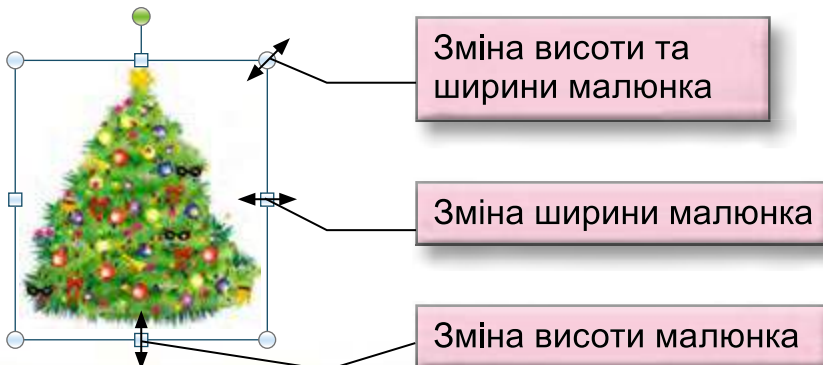 Зміна висоти та
ширини малюнка
Зміна ширини малюнка
Зміна висоти малюнка